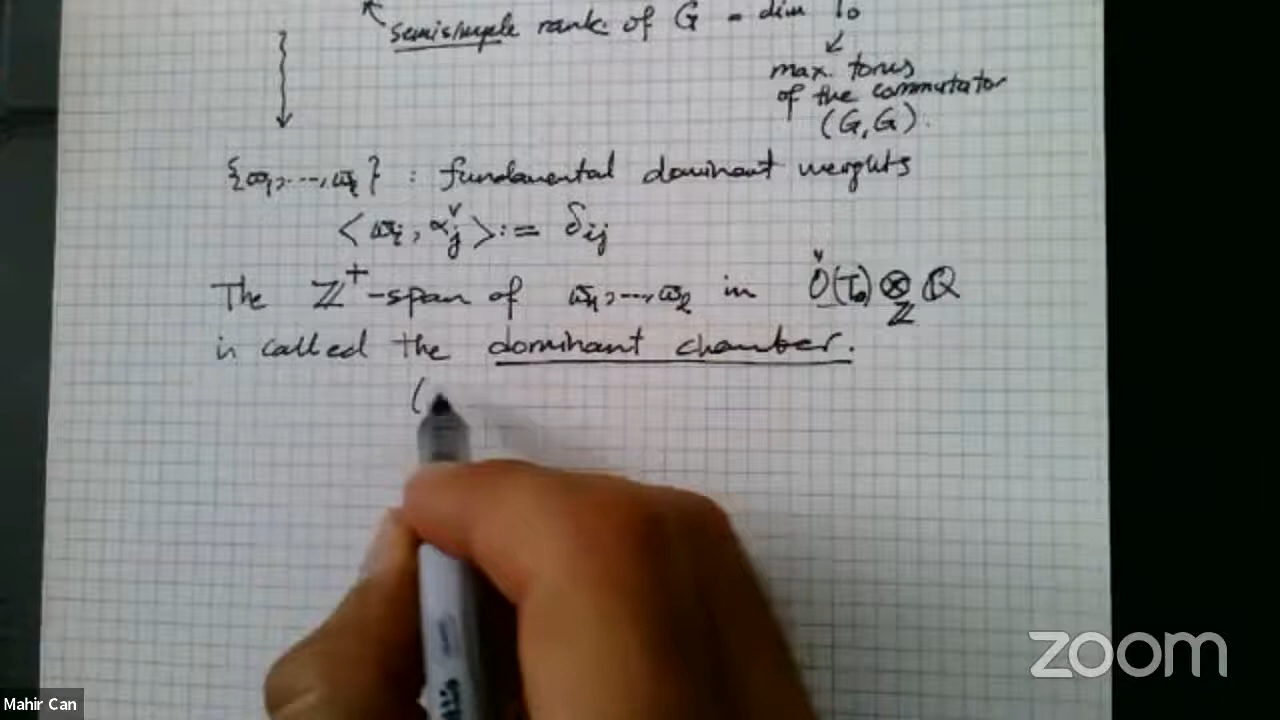 semisimple rank of G = dim T₀
max. torus
of the commutator
(G, G).
{ϖ₁, ..., ϖₗ} : fundamental dominant weights
⟨ϖᵢ, αⱼ^∨⟩ := δᵢⱼ
The ℤ⁺-span of ϖ₁, ..., ϖₗ in (T₀) ⊗_ℤ ℚ
is called the dominant chamber.
(
zoom
Mahir Can